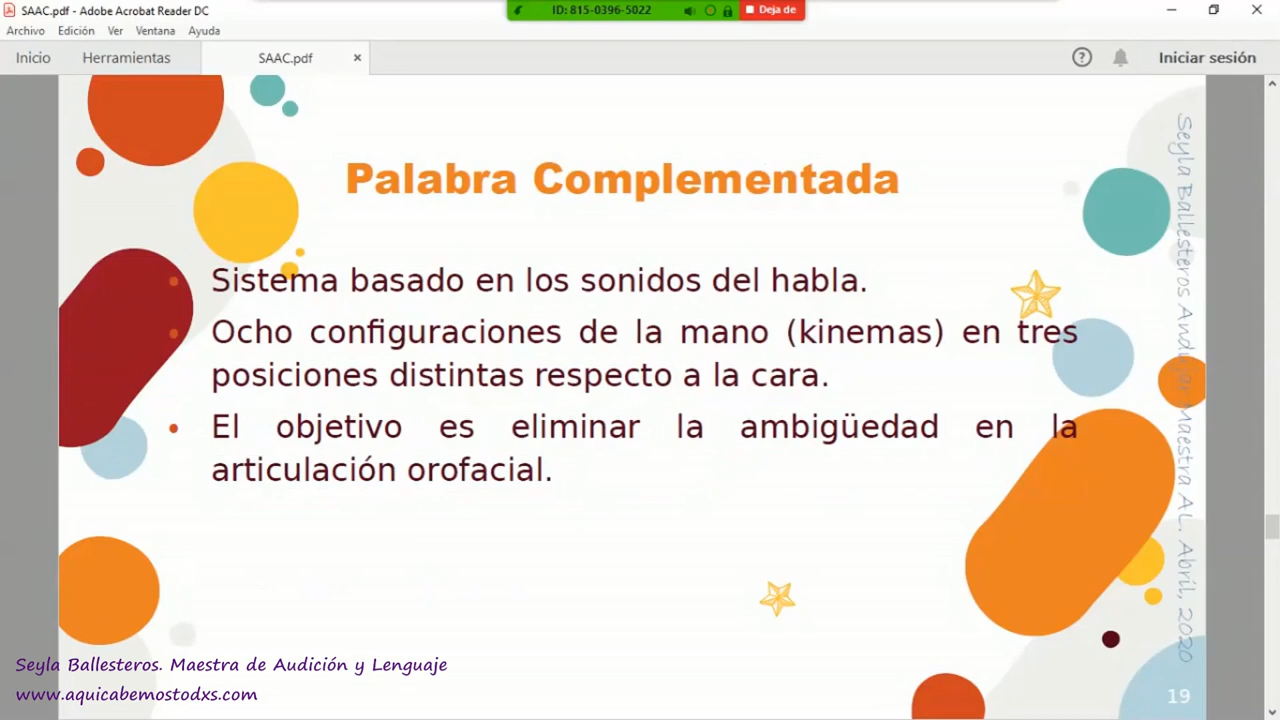 SAAC.pdf - Adobe Acrobat Reader DC
ID: 815-0396-5022
Deja de
Archivo Edición Ver Ventana Ayuda
Inicio Herramientas SAAC.pdf
Iniciar sesión
Palabra Complementada
Sistema basado en los sonidos del habla.
Ocho configuraciones de la mano (kinemas) en tres
posiciones distintas respecto a la cara.
El objetivo es eliminar la ambigüedad en la
articulación orofacial.
Seyla Ballesteros Andújar Maestra AL. Abril, 2020
19
Seyla Ballesteros. Maestra de Audición y Lenguaje
www.aquicabemostodxs.com